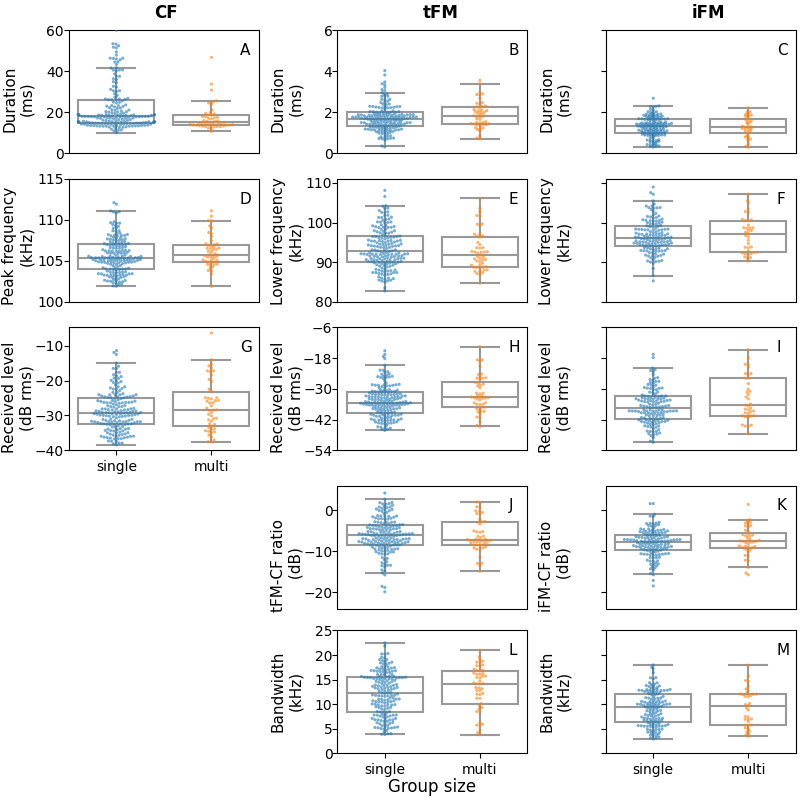 CF
tFM
iFM
60
40
20
0
Duration
(ms)
A
6
4
2
0
Duration
(ms)
B
Duration
(ms)
C
115
110
105
100
Peak frequency
(kHz)
D
110
100
90
80
Lower frequency
(kHz)
E
Lower frequency
(kHz)
F
−10
−20
−30
−40
Received level
(dB rms)
G
single
multi
−6
−18
−30
−42
−54
Received level
(dB rms)
H
Received level
(dB rms)
I
0
−10
−20
tFM-CF ratio
(dB)
J
iFM-CF ratio
(dB)
K
25
20
15
10
5
0
Bandwidth
(kHz)
L
single
multi
Bandwidth
(kHz)
M
single
multi
Group size